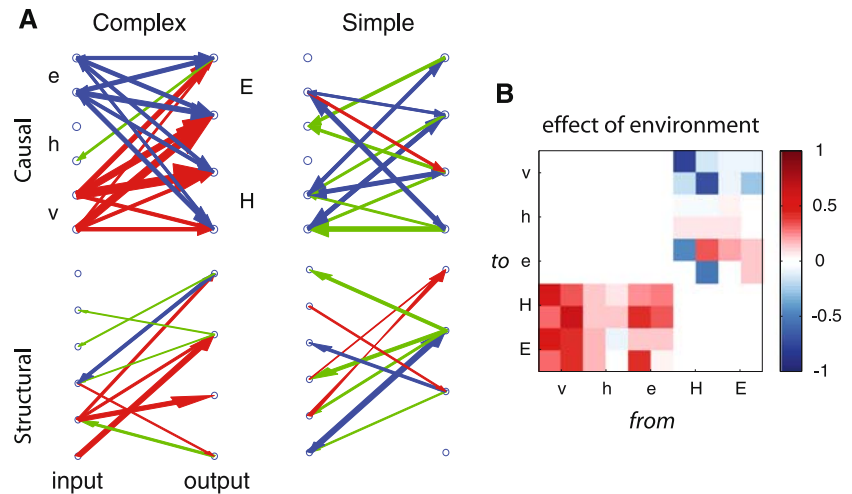 A
Complex
Simple
Causal
e
h
v
E
H
Structural
input
output
B
effect of environment
to
v
h
e
H
E
v
h
e
H
E
from
1
0.5
0
-0.5
-1